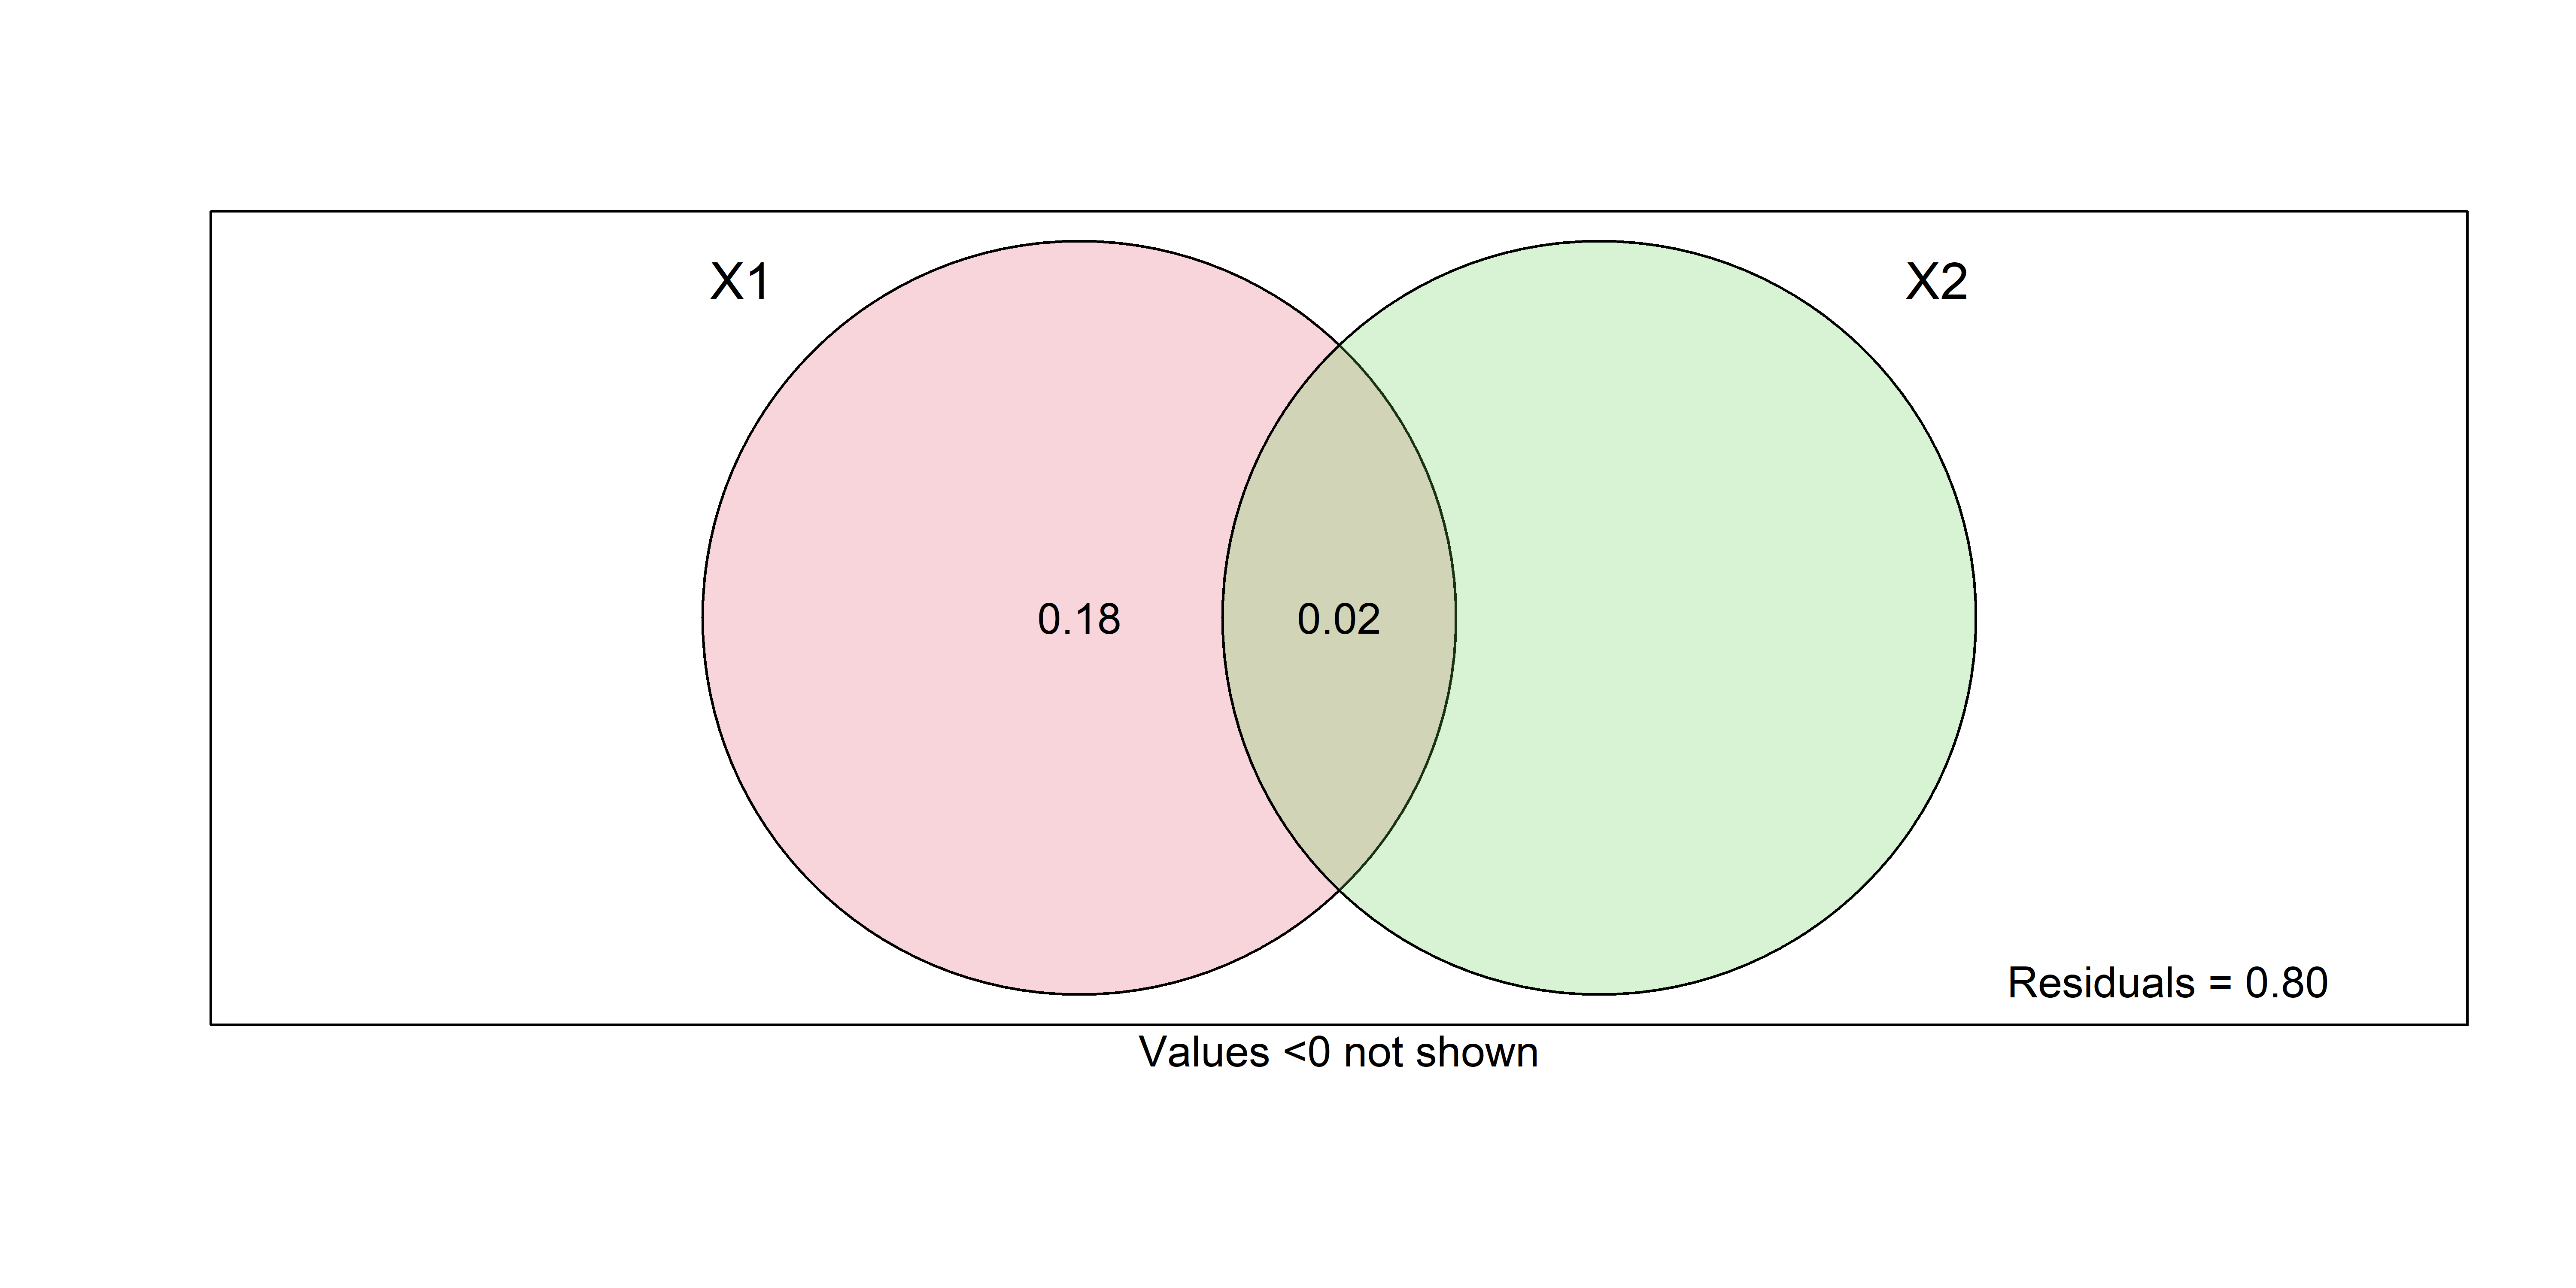 X1
X2
0.18
0.02
Residuals = 0.80
Values <0 not shown